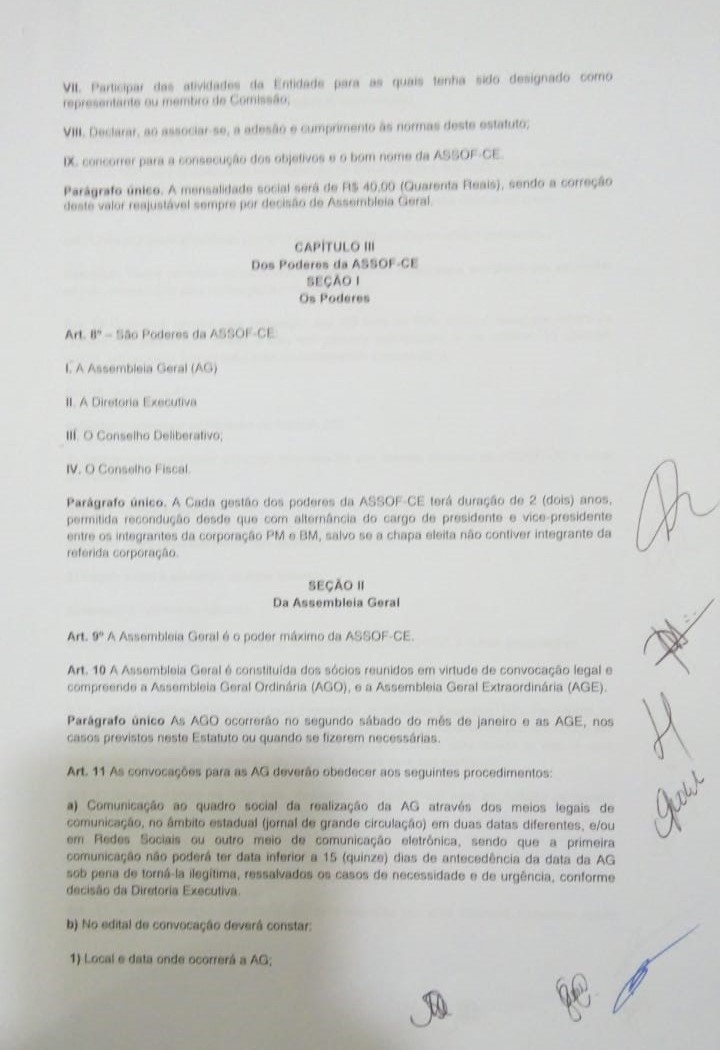 VII. Participar das atividades da Entidade para as quais tenha sido designado como
representante ou membro de Comissão;
VIII. Declarar, ao associar-se, a adesão e cumprimento às normas deste estatuto;
IX. concorrer para a consecução dos objetivos e o bom nome da ASSOF-CE.
Parágrafo único. A mensalidade social será de R$ 40,00 (Quarenta Reais), sendo a correção
deste valor reajustável sempre por decisão de Assembleia Geral.
CAPÍTULO III
Dos Poderes da ASSOF-CE
SEÇÃO I
Os Poderes
Art. 8º – São Poderes da ASSOF-CE:
I. A Assembleia Geral (AG)
II. A Diretoria Executiva
III. O Conselho Deliberativo;
IV. O Conselho Fiscal.
Parágrafo único. A Cada gestão dos poderes da ASSOF-CE terá duração de 2 (dois) anos,
permitida recondução desde que com alternância do cargo de presidente e vice-presidente
entre os integrantes da corporação PM e BM, salvo se a chapa eleita não contiver integrante da
referida corporação.
SEÇÃO II
Da Assembleia Geral
Art. 9º A Assembleia Geral é o poder máximo da ASSOF-CE.
Art. 10 A Assembleia Geral é constituída dos sócios reunidos em virtude de convocação legal e
compreende a Assembleia Geral Ordinária (AGO), e a Assembleia Geral Extraordinária (AGE).
Parágrafo único As AGO ocorrerão no segundo sábado do mês de janeiro e as AGE, nos
casos previstos neste Estatuto ou quando se fizerem necessárias.
Art. 11 As convocações para as AG deverão obedecer aos seguintes procedimentos:
a) Comunicação ao quadro social da realização da AG através dos meios legais de
comunicação, no âmbito estadual (jornal de grande circulação) em duas datas diferentes, e/ou
em Redes Sociais ou outro meio de comunicação eletrônica, sendo que a primeira
comunicação não poderá ter data inferior a 15 (quinze) dias de antecedência da data da AG
sob pena de torná-la ilegítima, ressalvados os casos de necessidade e de urgência, conforme
decisão da Diretoria Executiva.
b) No edital de convocação deverá constar:
1) Local e data onde ocorrerá a AG;